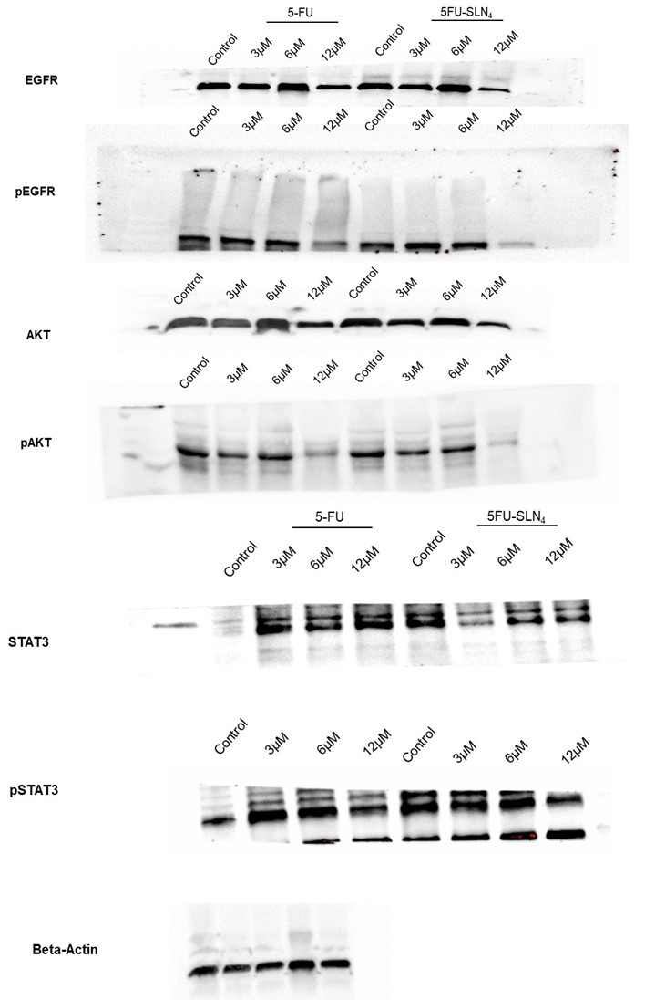 5-FU 5FU-SLN₄
Control 3µM 6µM 12µM Control 3µM 6µM 12µM
EGFR
Control 3µM 6µM 12µM Control 3µM 6µM 12µM
pEGFR
Control 3µM 6µM 12µM Control 3µM 6µM 12µM
AKT
Control 3µM 6µM 12µM Control 3µM 6µM 12µM
pAKT
5-FU 5FU-SLN₄
Control 3µM 6µM 12µM Control 3µM 6µM 12µM
STAT3
Control 3µM 6µM 12µM Control 3µM 6µM 12µM
pSTAT3
Beta-Actin